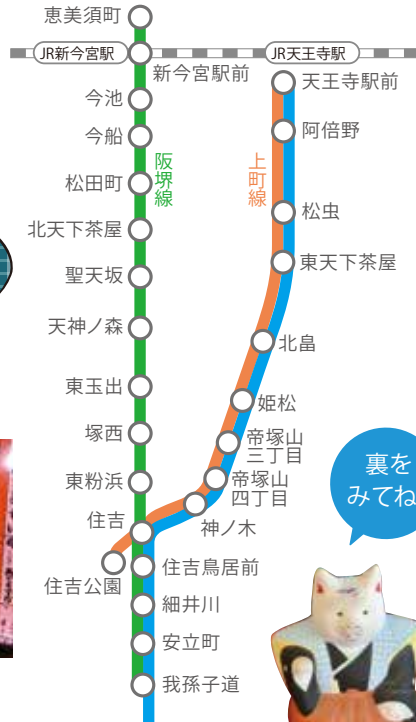 恵美須町
JR新今宮駅
JR天王寺駅
新今宮駅前
天王寺駅前
今池
阿倍野
今船
阪堺線
上町線
松田町
松虫
北天下茶屋
東天下茶屋
聖天坂
天神ノ森
北畠
東玉出
姫松
塚西
帝塚山
三丁目
東粉浜
帝塚山
四丁目
住吉
神ノ木
住吉公園
住吉鳥居前
細井川
安立町
我孫子道
裏を
みてね